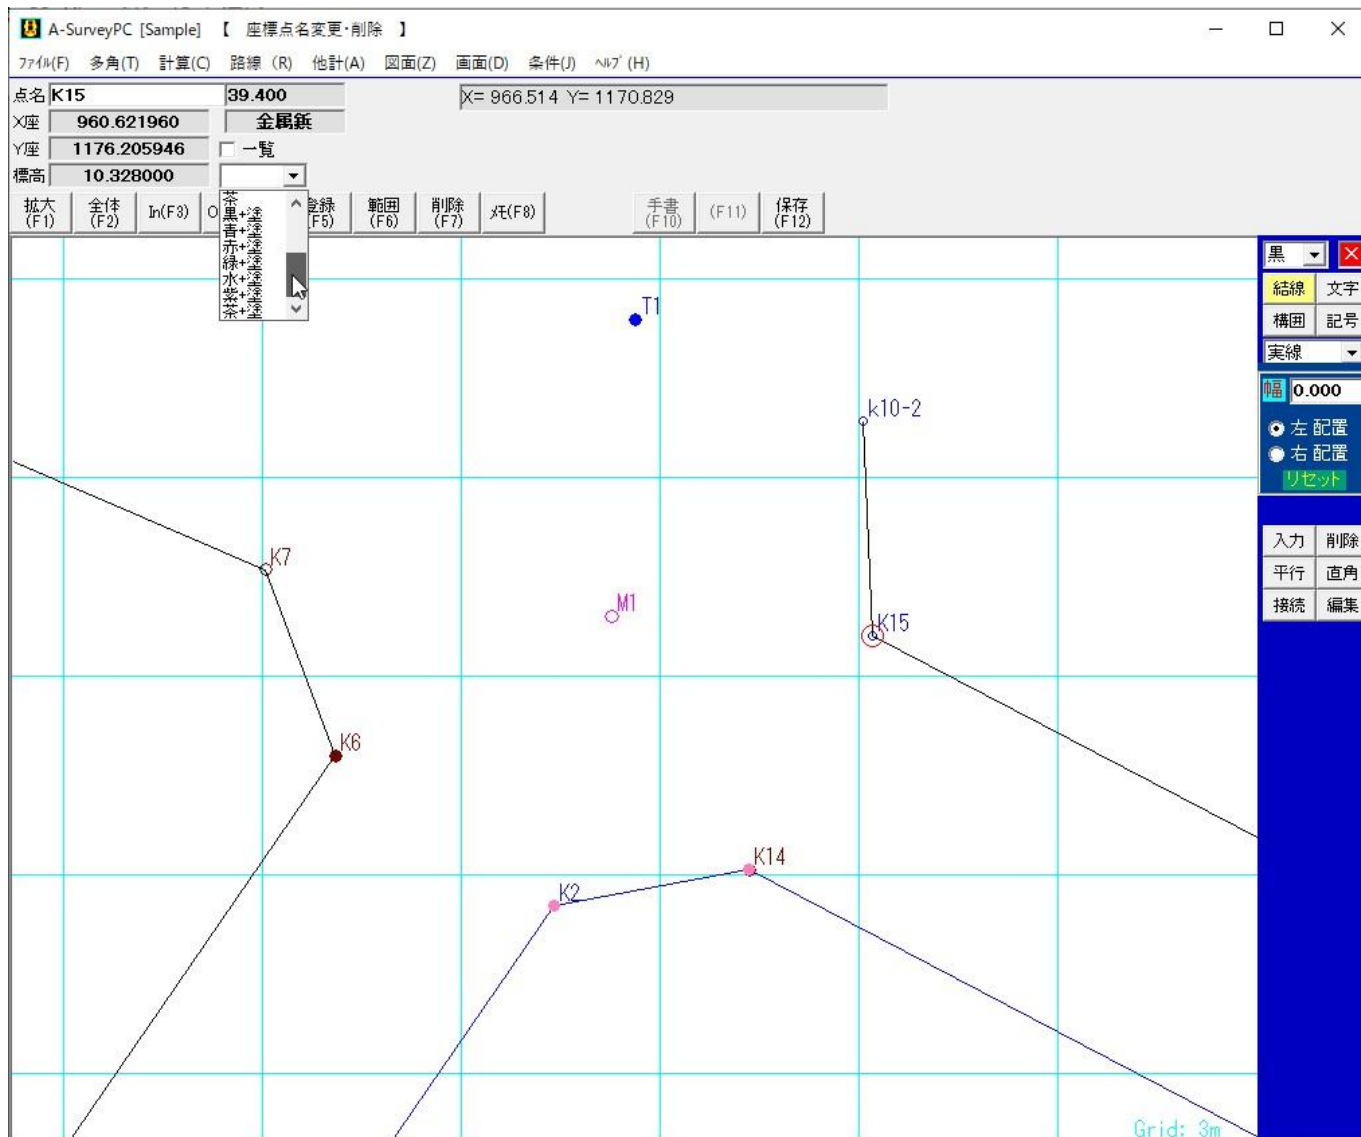 A-SurveyPC [Sample] 【 座標点名変更・削除 】
ﾌｧｲﾙ(F) 多角(T) 計算(C) 路線 (R) 他計(A) 図面(Z) 画面(D) 条件(J) ﾍﾙﾌﾟ(H)
点名 K15 39.400 X= 966.514 Y= 1170.829
X座 960.621960 金属鋲
Y座 1176.205946 一覧
標高 10.328000
拡大(F1) 全体(F2) In(F3) O 登録(F5) 範囲(F6) 削除(F7) ﾒﾓ(F8) 手書(F10) (F11) 保存(F12)
茶
黒+塗
青+塗
赤+塗
緑+塗
水+塗
紫+塗
茶+塗
黒
結線 文字
構囲 記号
実線
幅 0.000
左 配置
右 配置
リセット
入力 削除
平行 直角
接続 編集
T1
k10-2
K7
M1
K15
K6
K14
K2
Grid: 3m